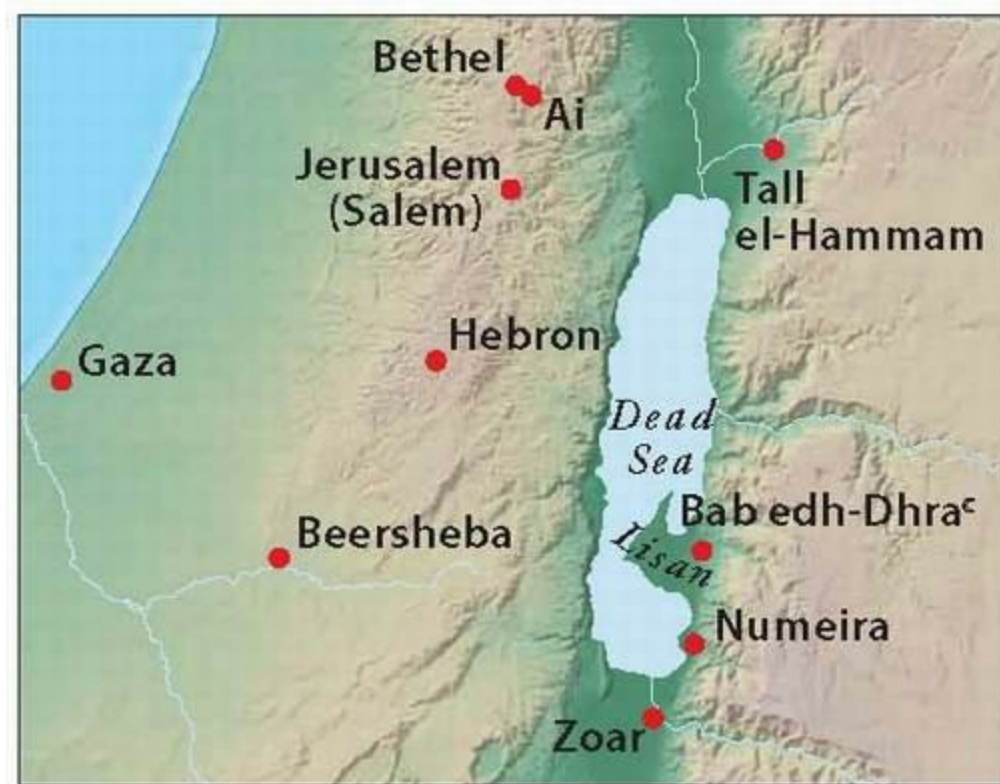 Bethel
Ai
Jerusalem
(Salem)
Tall
el-Hammam
Hebron
Gaza
Dead
Sea
Bab edh-Dhraᶜ
Beersheba
Lisan
Numeira
Zoar